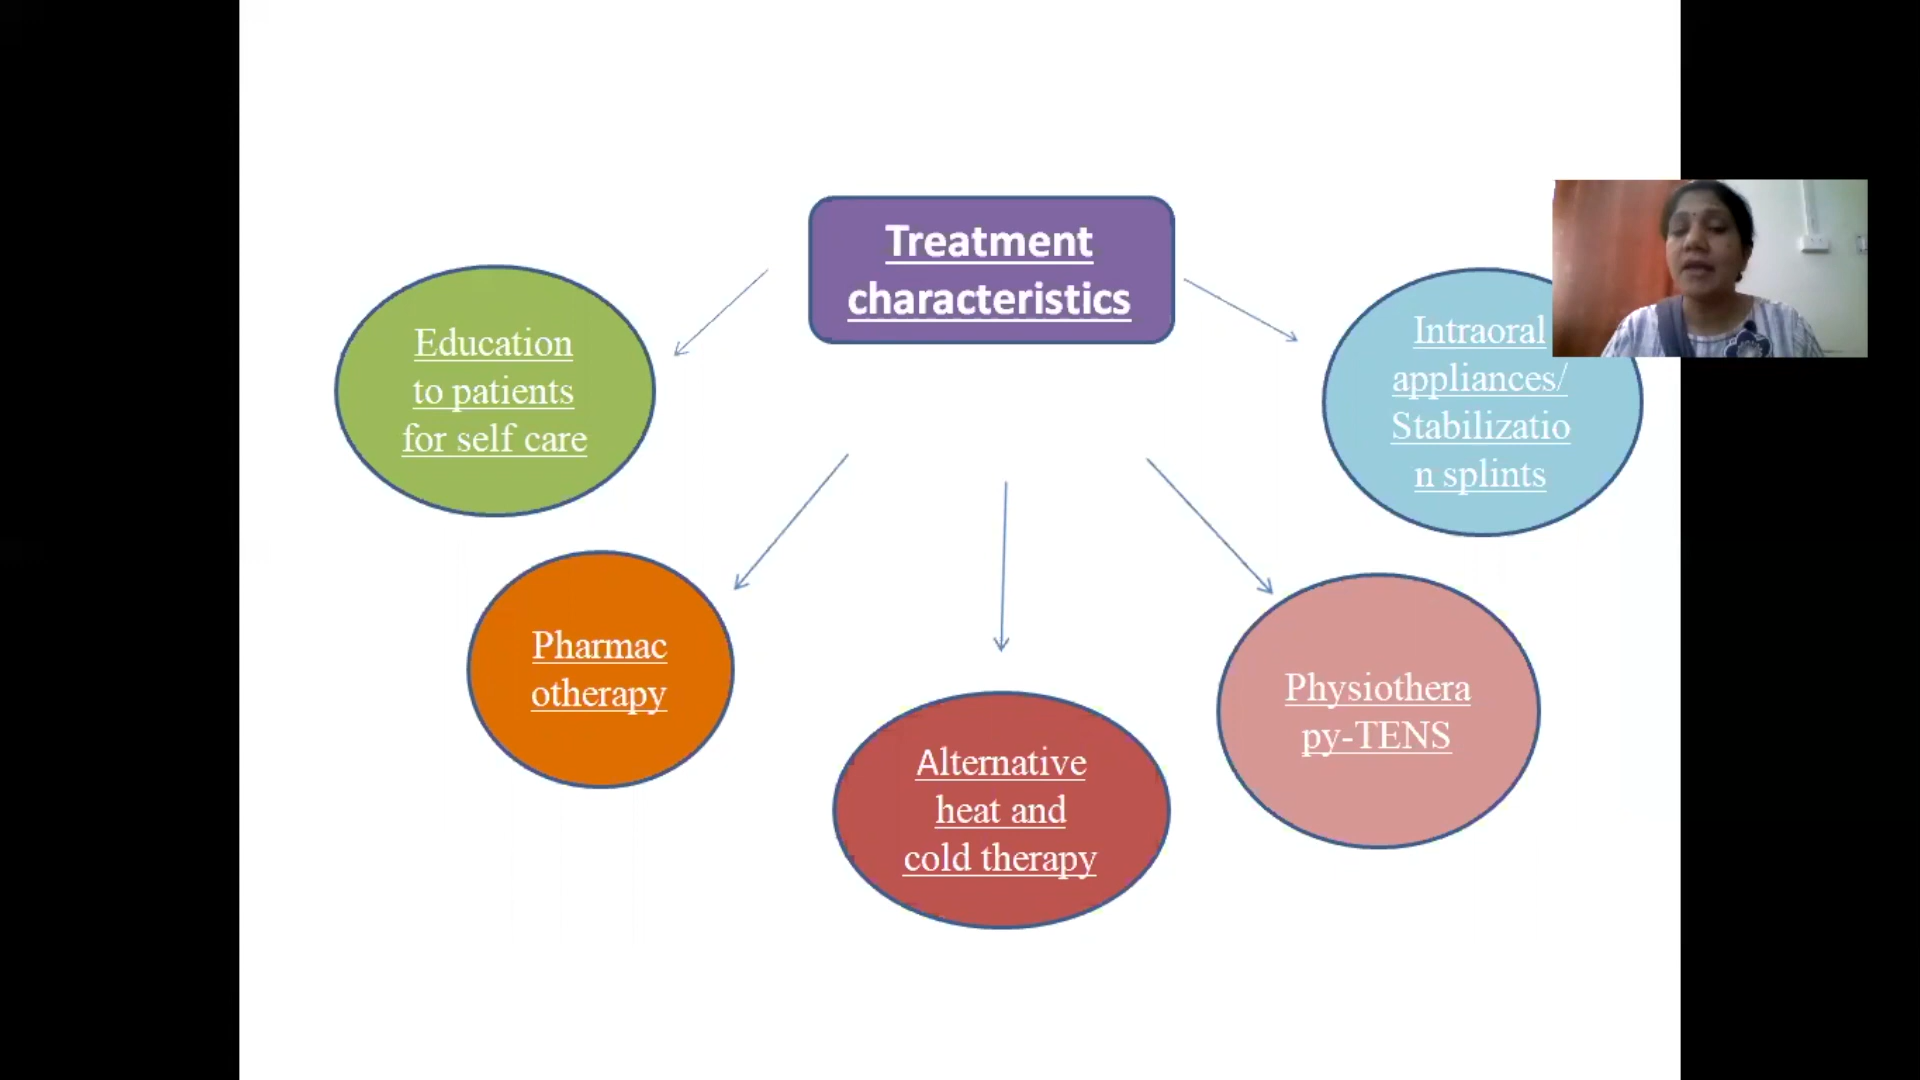 Treatment
characteristics
Education
to patients
for self care
Pharmac
otherapy
Alternative
heat and
cold therapy
Physiothera
py-TENS
Intraoral
appliances/
Stabilizatio
n splints